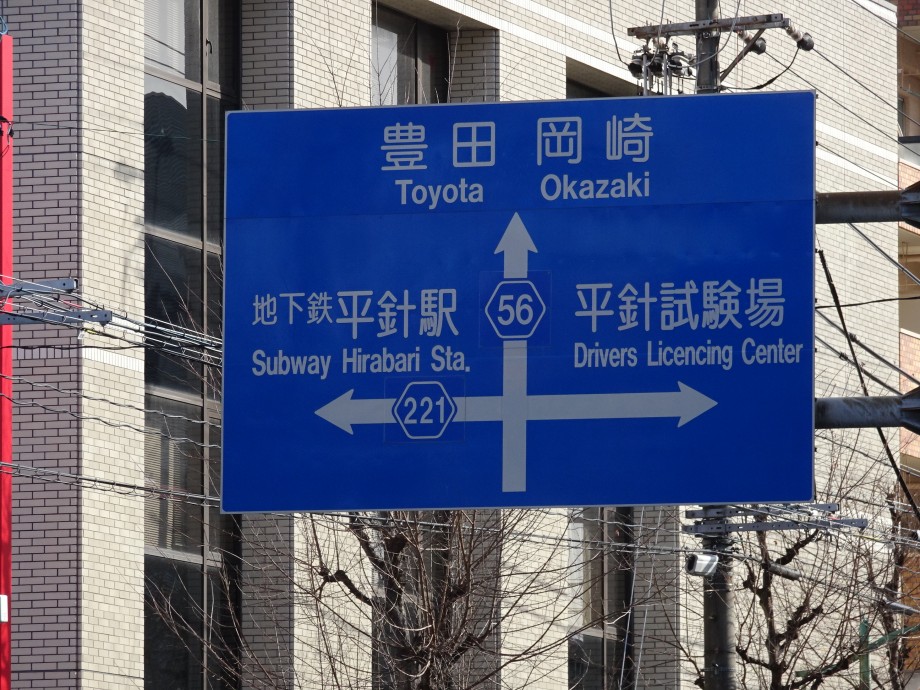 豊田 岡崎
Toyota Okazaki
56
地下鉄平針駅
Subway Hirabari Sta.
平針試験場
Drivers Licencing Center
221